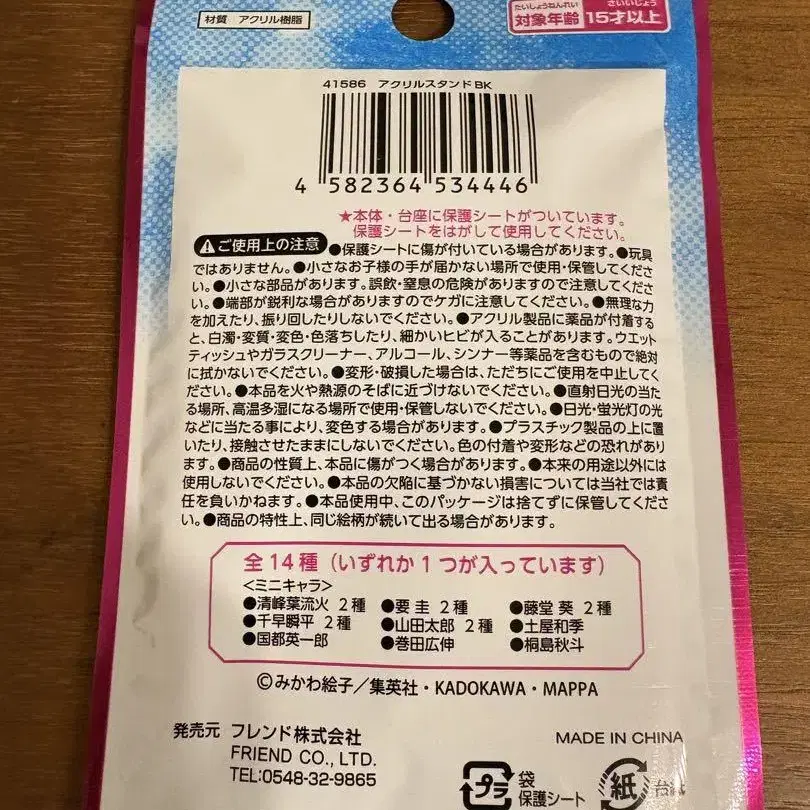 材質 アクリル樹脂
たいしょうねんれい さいいじょう
対象年齢 15才以上
41586 アクリルスタンドBK
4 582364 534446
★本体・台座に保護シートがついています。
保護シートをはがして使用してください。
ご使用上の注意 ●保護シートに傷が付いている場合があります。●玩具
ではありません。●小さなお子様の手が届かない場所で使用・保管してくださ
い。●小さな部品があります。誤飲・窒息の危険がありますので注意してくださ
い。●端部が鋭利な場合がありますのでケガに注意してください。●無理な力
を加えたり、振り回したりしないでください。●アクリル製品に薬品が付着する
と、白濁・変質・変色・色落ちしたり、細かいヒビが入ることがあります。ウエット
ティッシュやガラスクリーナー、アルコール、シンナー等薬品を含むもので絶対
に拭かないでください。●変形・破損した場合は、ただちにご使用を中止してく
ださい。●本品を火や熱源のそばに近づけないでください。●直射日光の当た
る場所、高温多湿になる場所で使用・保管しないでください。●日光・蛍光灯の光
などに当たる事により、変色する場合があります。●プラスチック製品の上に置
いたり、接触させたままにしないでください。色の付着や変形などの恐れがあり
ます。●商品の性質上、本品に傷がつく場合があります。●本来の用途以外には
使用しないでください。●本品の欠陥に基づかない損害については当社では責
任を負いかねます。●本品使用中、このパッケージは捨てずに保管してくださ
い。●商品の特性上、同じ絵柄が続いて出る場合があります。
全14種（いずれか1つが入っています）
＜ミニキャラ＞
●清峰葉流火 2種 ●要 圭 2種 ●藤堂 葵 2種
●千早瞬平 2種 ●山田太郎 2種 ●土屋和季
●国都英一郎 ●巻田広伸 ●桐島秋斗
©みかわ絵子／集英社・KADOKAWA・MAPPA
発売元 フレンド株式会社
FRIEND CO., LTD.
TEL:0548-32-9865
MADE IN CHINA
プラ 袋
保護シート
紙 台紙